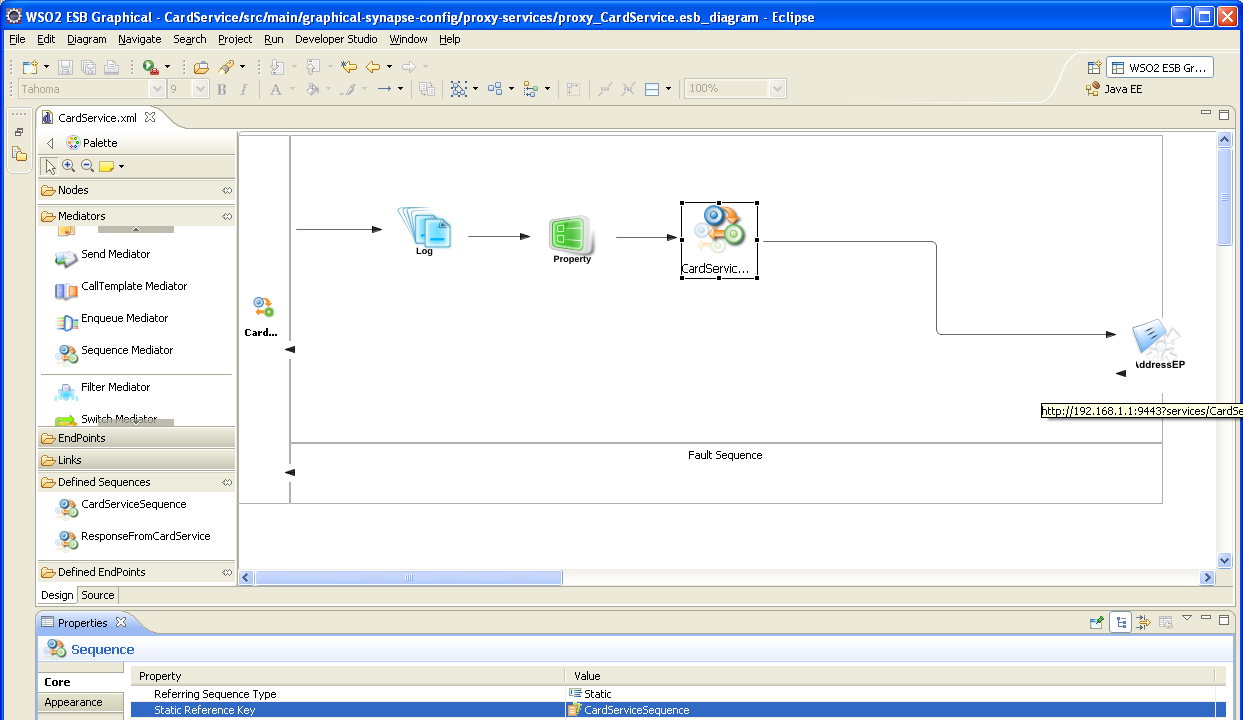 WSO2 ESB Graphical - CardService/src/main/graphical-synapse-config/proxy-services/proxy_CardService.esb_diagram - Eclipse
File Edit Diagram Navigate Search Project Run Developer Studio Window Help
WSO2 ESB Gr...
Tahoma 9 B I A 100%
Java EE
CardService.xml
Palette
Nodes
Mediators
Send Mediator
CallTemplate Mediator
Enqueue Mediator
Sequence Mediator
Filter Mediator
Switch Mediator
EndPoints
Links
Defined Sequences
CardServiceSequence
ResponseFromCardService
Defined EndPoints
Design Source
Card...
Log
Property
CardServic...
AddressEP
http://192.168.1.1:9443?services/CardSe
Fault Sequence
Properties
Sequence
Core
Appearance
Property Value
Referring Sequence Type Static
Static Reference Key CardServiceSequence